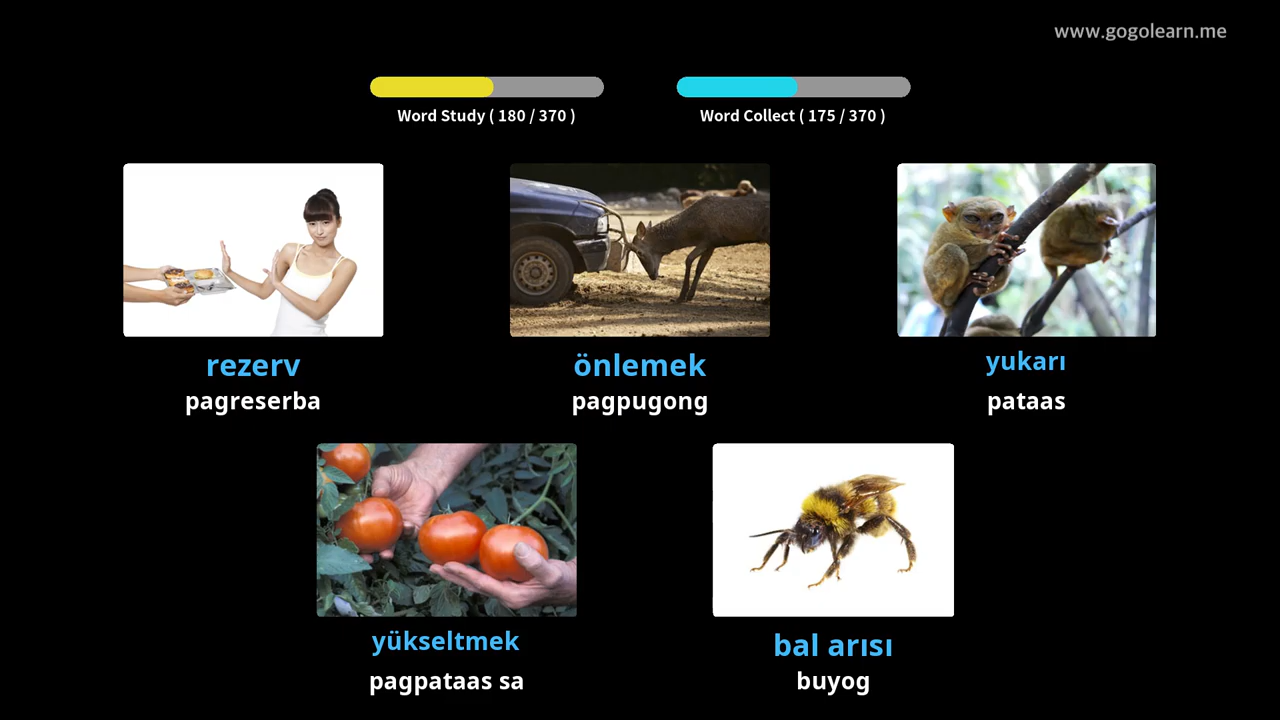 www.gogolearn.me
Word Study ( 180 / 370 )
Word Collect ( 175 / 370 )
rezerv
pagreserba
önlemek
pagpugong
yukarı
pataas
yükseltmek
pagpataas sa
bal arısı
buyog